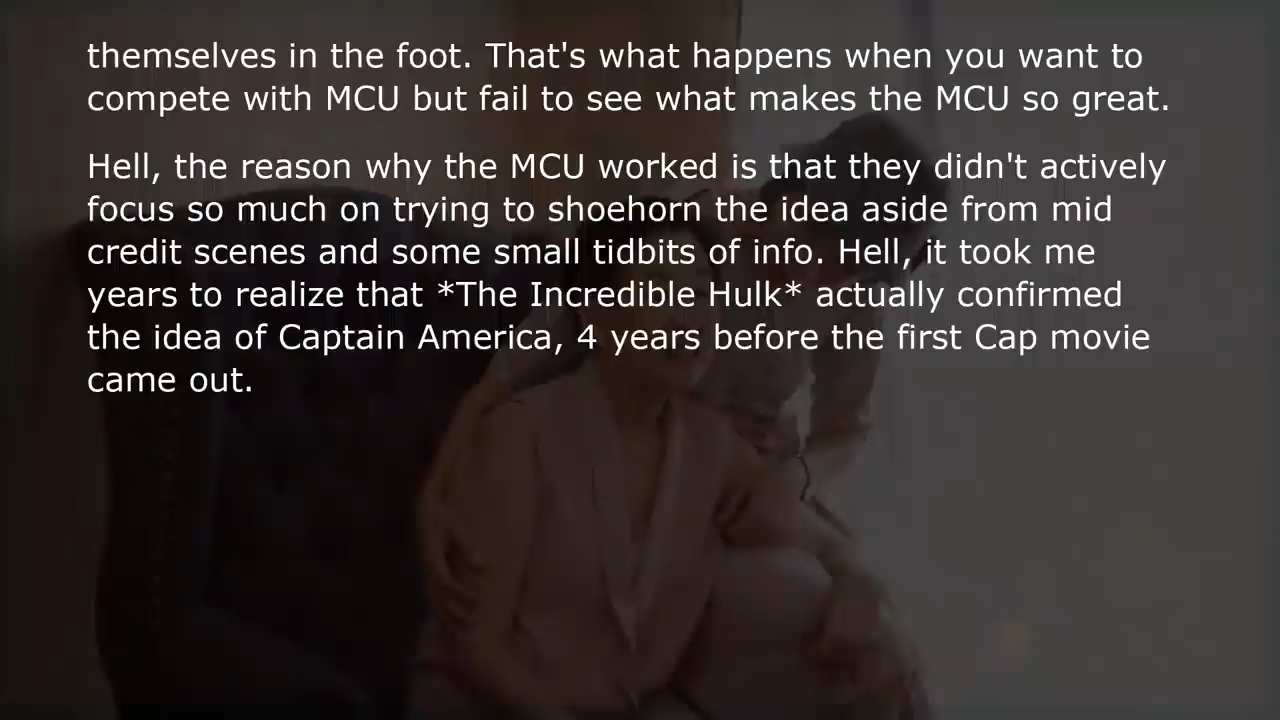 themselves in the foot. That's what happens when you want to
compete with MCU but fail to see what makes the MCU so great.
Hell, the reason why the MCU worked is that they didn't actively
focus so much on trying to shoehorn the idea aside from mid
credit scenes and some small tidbits of info. Hell, it took me
years to realize that *The Incredible Hulk* actually confirmed
the idea of Captain America, 4 years before the first Cap movie
came out.